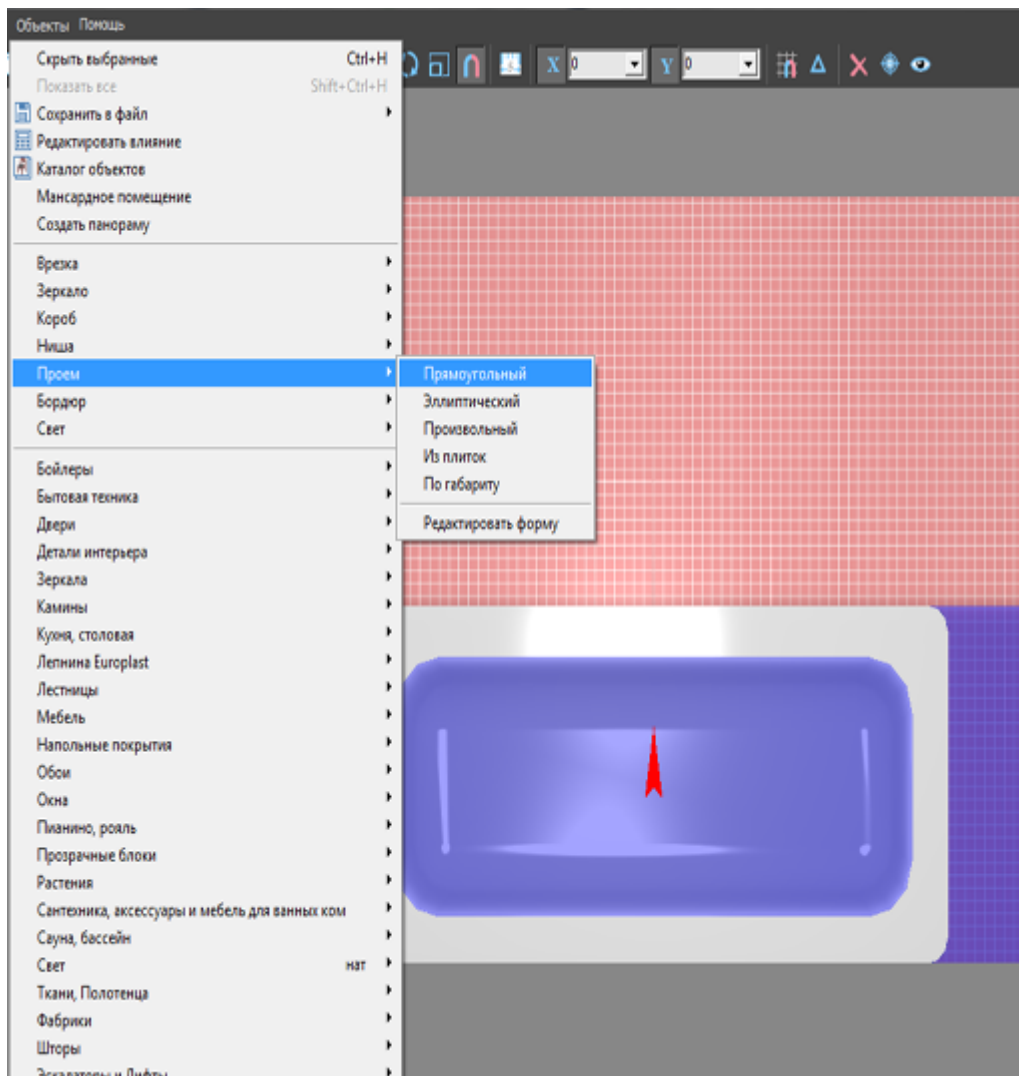 Объекты Помощь
Скрыть выбранные Ctrl+H
Показать все Shift+Ctrl+H
X 0 Y 0
Сохранить в файл
Редактировать влияние
Каталог объектов
Мансардное помещение
Создать панораму
Врезка
Зеркало
Короб
Ниша
Проем
Прямоугольный
Бордюр
Эллиптический
Свет
Произвольный
Из плиток
Бойлеры
По габариту
Бытовая техника
Двери
Редактировать форму
Детали интерьера
Зеркала
Камины
Кухня, столовая
Лепнина Europlast
Лестницы
Мебель
Напольные покрытия
Обои
Окна
Пианино, рояль
Прозрачные блоки
Растения
Сантехника, аксессуары и мебель для ванных ком
Сауна, бассейн
Свет нат
Ткани, Полотенца
Фабрики
Шторы
Эскалаторы и Лифты